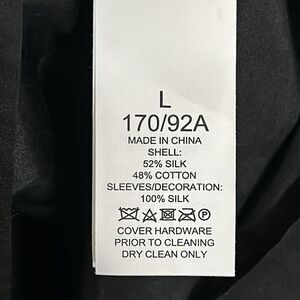 L
170/92A
MADE IN CHINA
SHELL:
52% SILK
48% COTTON
SLEEVES/DECORATION:
100% SILK
P
COVER HARDWARE
PRIOR TO CLEANING
DRY CLEAN ONLY